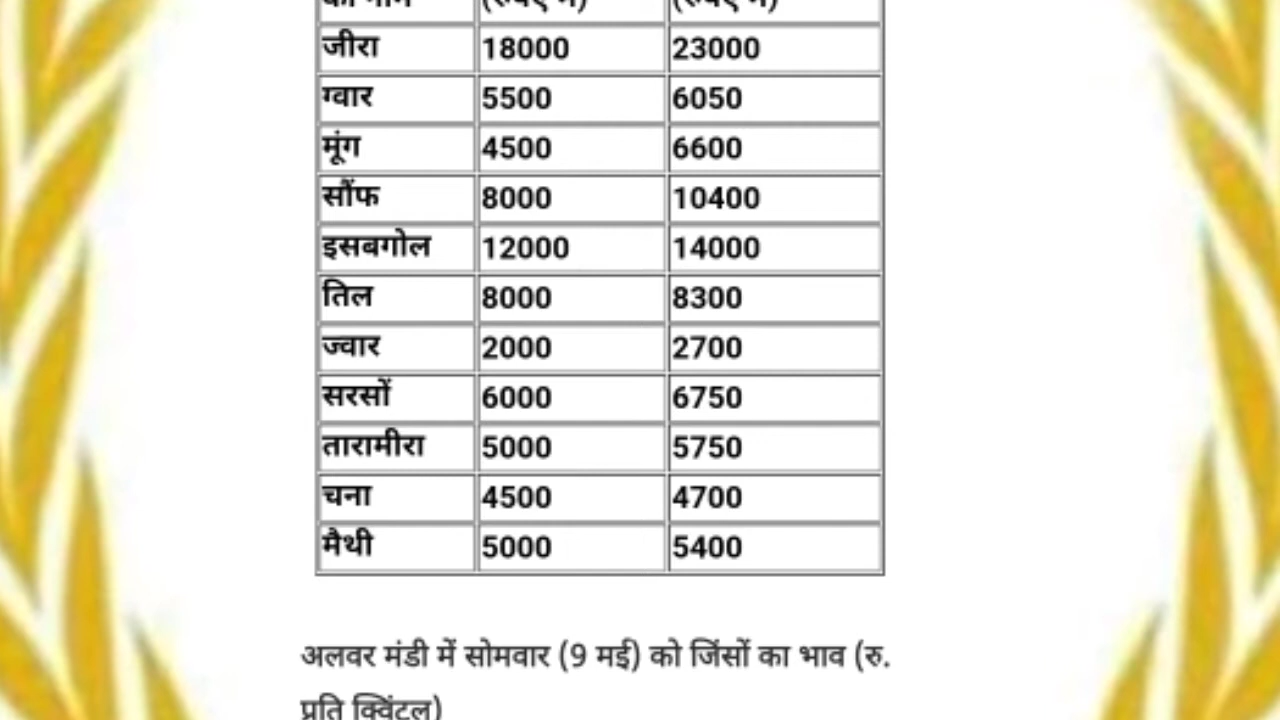 जीरा 18000 23000
ग्वार 5500 6050
मूंग 4500 6600
सौंफ 8000 10400
इसबगोल 12000 14000
तिल 8000 8300
ज्वार 2000 2700
सरसों 6000 6750
तारामीरा 5000 5750
चना 4500 4700
मैथी 5000 5400
अलवर मंडी में सोमवार (9 मई) को जिंसों का भाव (रु.
प्रति क्विंटल)